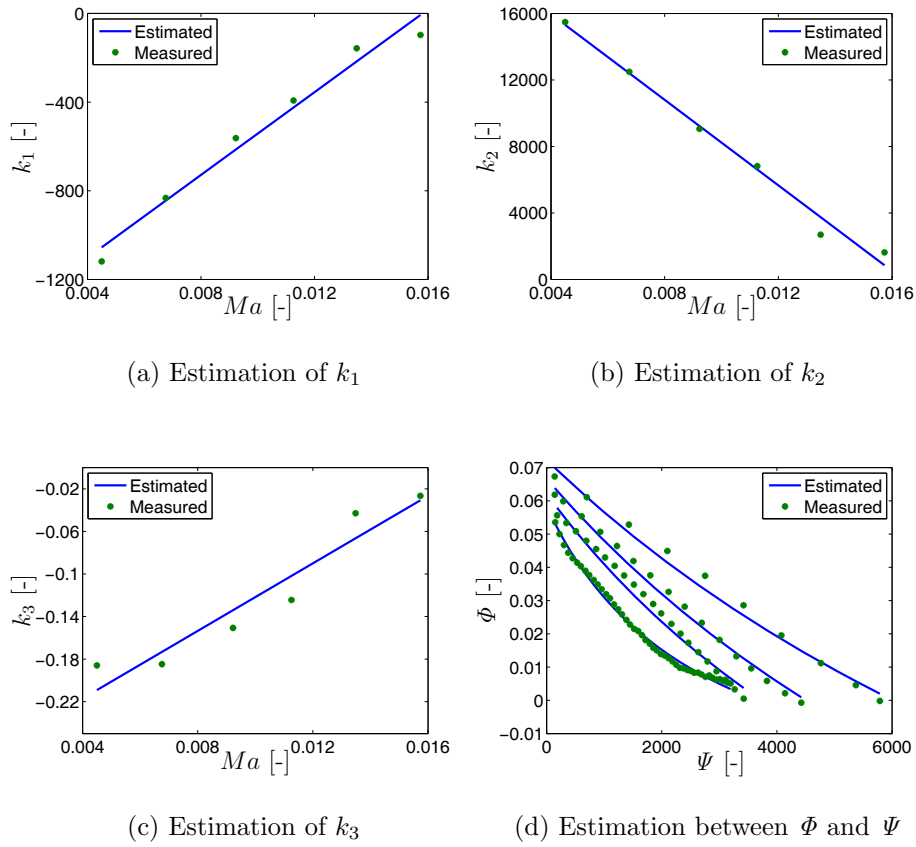 0
−400
−800
−1200
0.004
0.008
0.012
0.016
k₁ [-]
Ma [-]
Estimated
Measured
16000
12000
8000
4000
0
0.004
0.008
0.012
0.016
k₂ [-]
Ma [-]
Estimated
Measured
(a) Estimation of k₁
(b) Estimation of k₂
−0.02
−0.06
−0.1
−0.14
−0.18
−0.22
0.004
0.008
0.012
0.016
k₃ [-]
Ma [-]
Estimated
Measured
0.07
0.06
0.05
0.04
0.03
0.02
0.01
0
−0.01
0
2000
4000
6000
Φ [-]
Ψ [-]
Estimated
Measured
(c) Estimation of k₃
(d) Estimation between Φ and Ψ